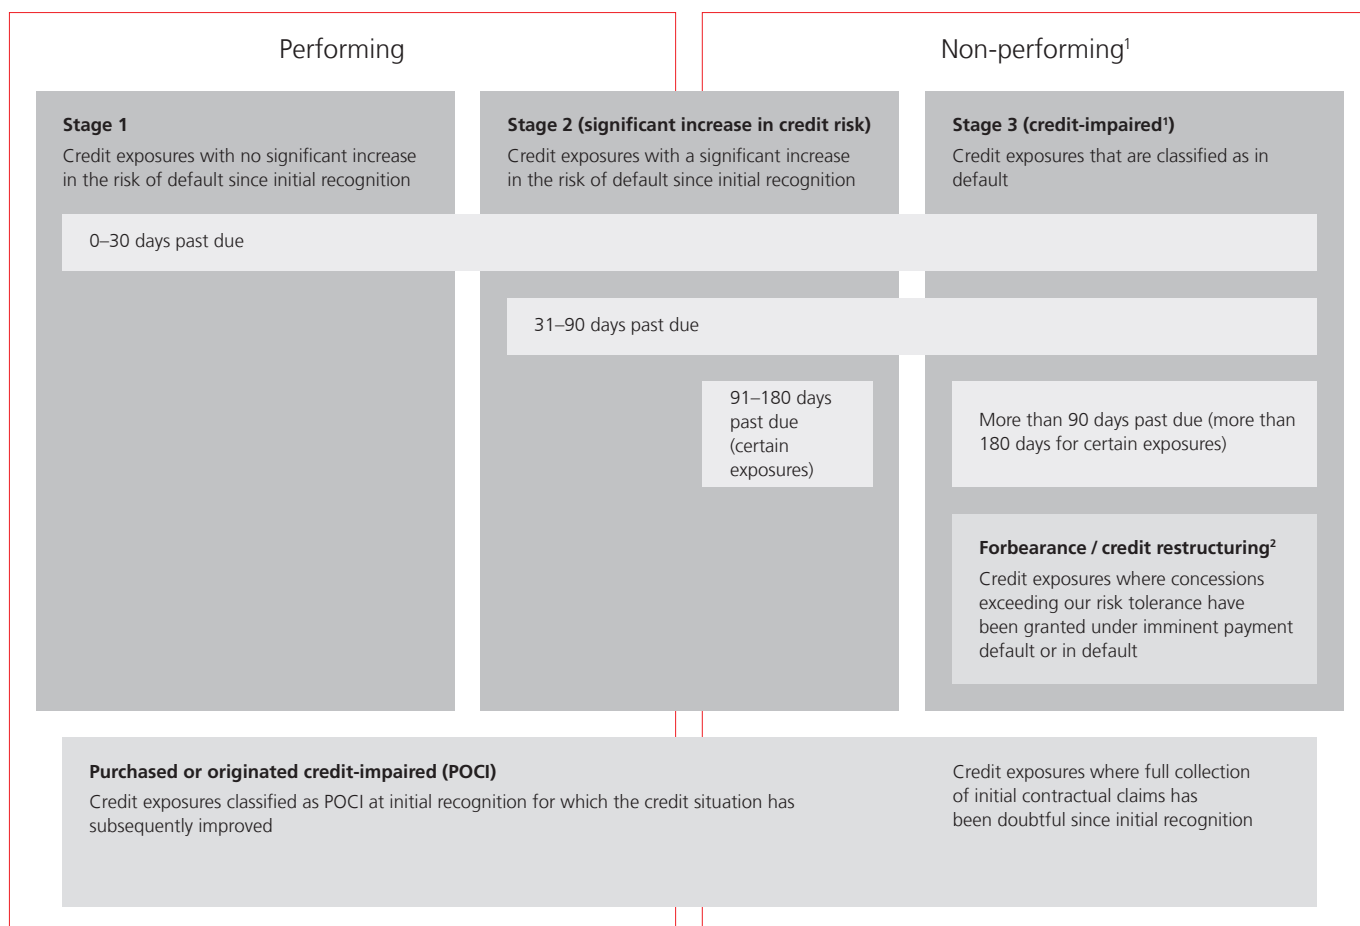 Performing
Non-performing¹
Stage 1
Credit exposures with no significant increase
in the risk of default since initial recognition
Stage 2 (significant increase in credit risk)
Credit exposures with a significant increase
in the risk of default since initial recognition
Stage 3 (credit-impaired¹)
Credit exposures that are classified as in
default
0–30 days past due
31–90 days past due
91–180 days
past due
(certain
exposures)
More than 90 days past due (more than
180 days for certain exposures)
Forbearance / credit restructuring²
Credit exposures where concessions
exceeding our risk tolerance have
been granted under imminent payment
default or in default
Purchased or originated credit-impaired (POCI)
Credit exposures classified as POCI at initial recognition for which the credit situation has
subsequently improved
Credit exposures where full collection
of initial contractual claims has
been doubtful since initial recognition